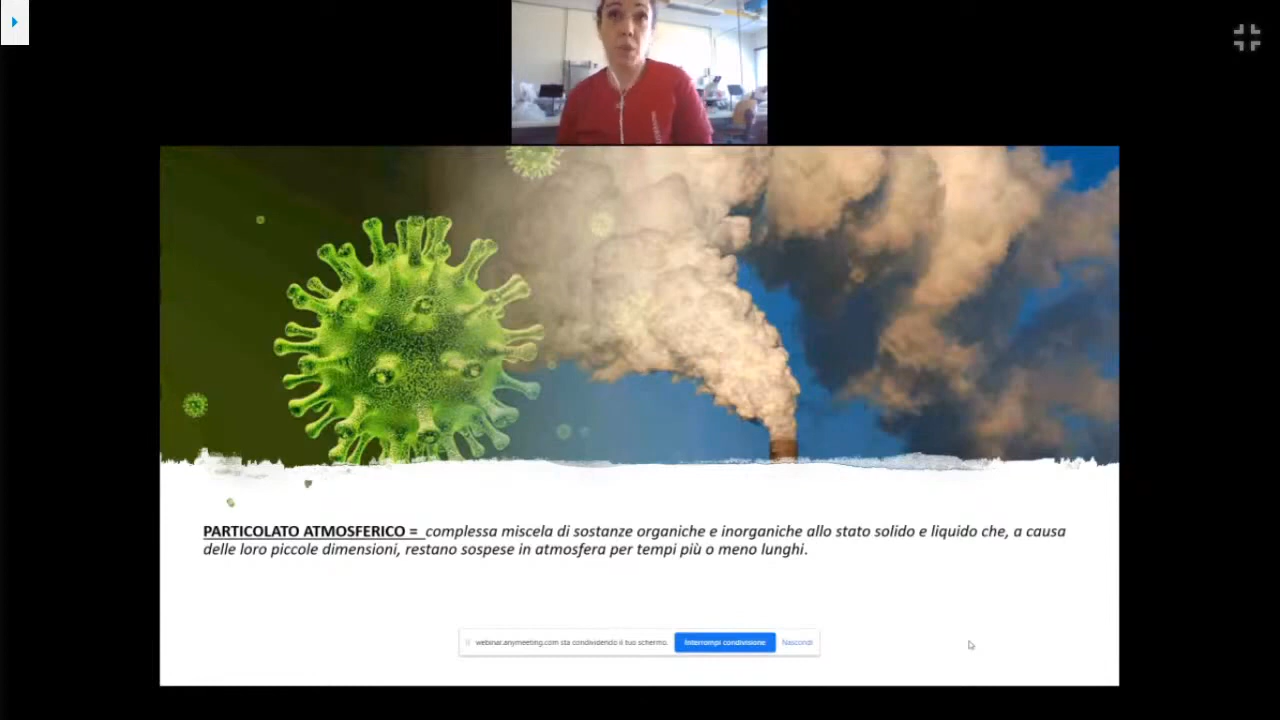 PARTICOLATO ATMOSFERICO = complessa miscela di sostanze organiche e inorganiche allo stato solido e liquido che, a causa
delle loro piccole dimensioni, restano sospese in atmosfera per tempi più o meno lunghi.
webinar.anymeeting.com sta condividendo il tuo schermo. Interrompi condivisione Nascondi